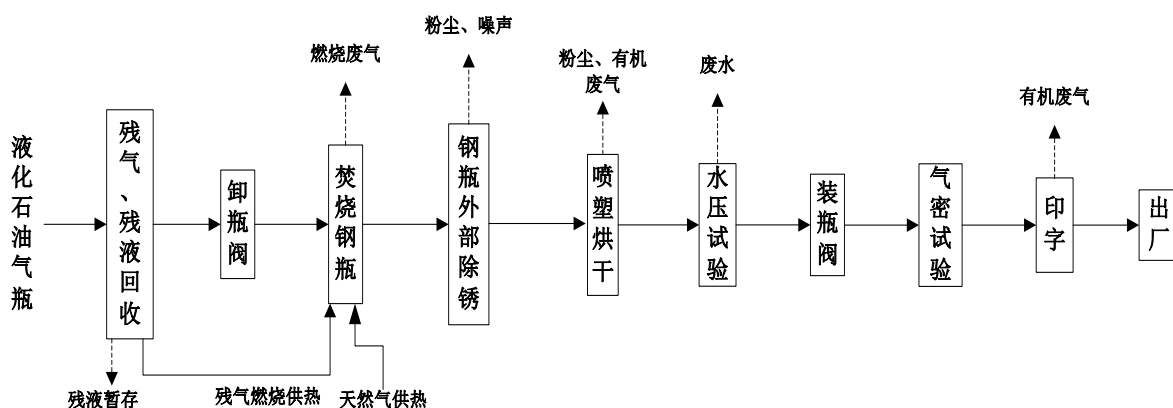 粉尘、噪声
燃烧废气
粉尘、有机
废气
废水
有机废气
液化石油气瓶
残气、残液回收
卸瓶阀
焚烧钢瓶
钢瓶外部除锈
喷塑烘干
水压试验
装瓶阀
气密试验
印字
出厂
残液暂存
残气燃烧供热
天然气供热